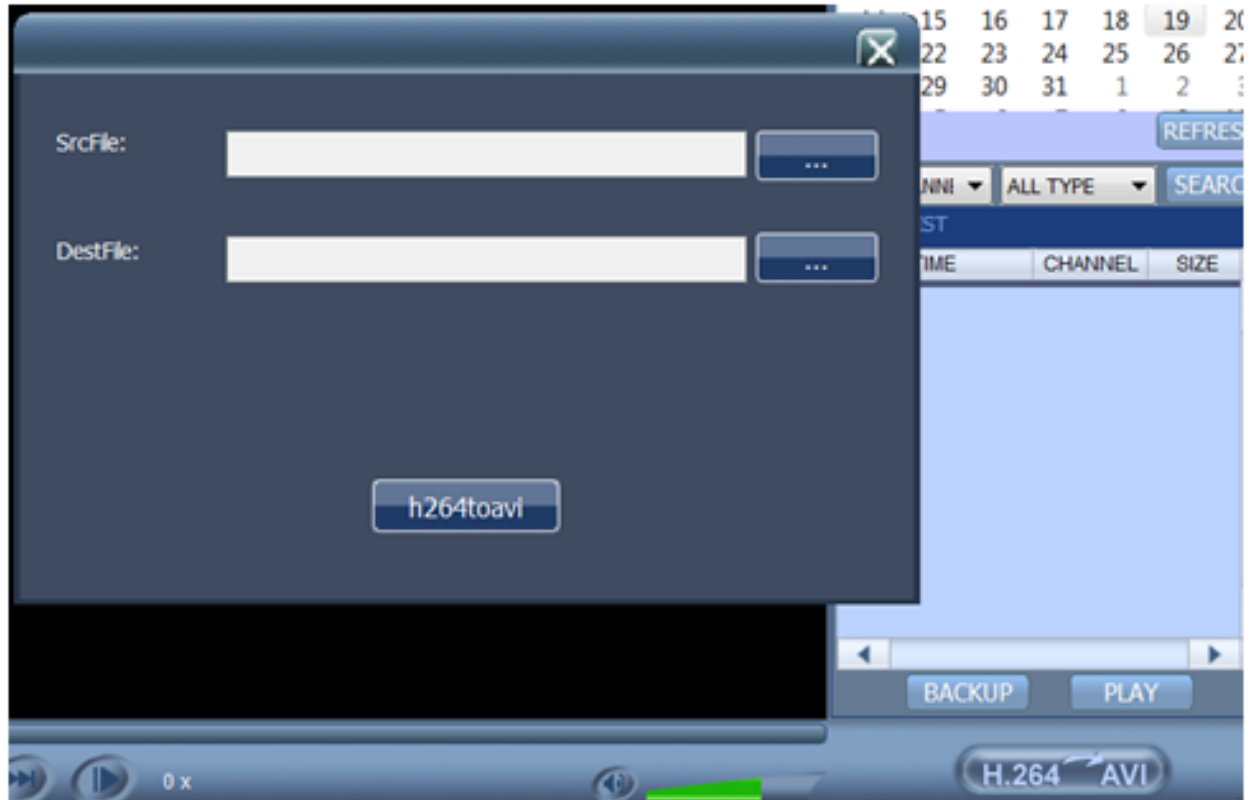 15 16 17 18 19
22 23 24 25 26
29 30 31 1 2
SrcFile:
...
DestFile:
...
h264toavi
ALL TYPE
TIME CHANNEL SIZE
BACKUP PLAY
0 x
H.264 AVI